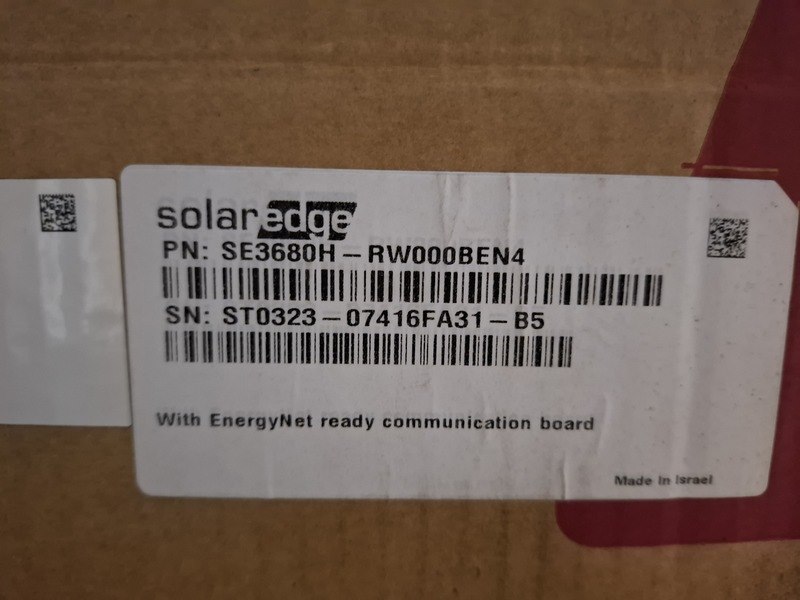 solaredge
PN: SE3680H-RW000BEN4
SN: ST0323-07416FA31-B5
With EnergyNet ready communication board
Made In Israel